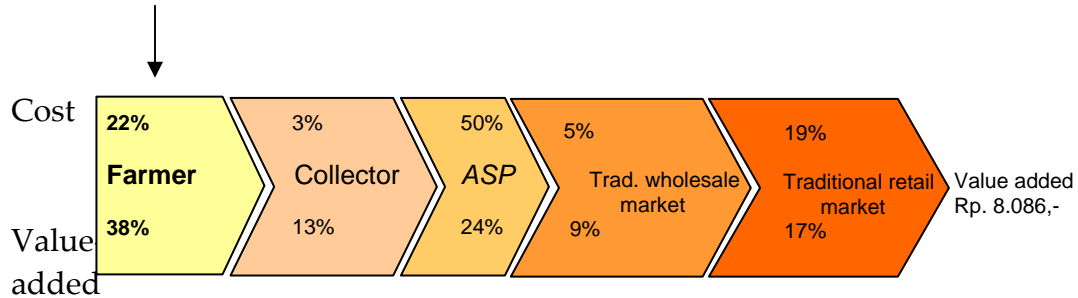 Cost
22%
3%
50%
5%
19%
Farmer
Collector
ASP
Trad. wholesale
market
Traditional retail
market
Value added
Rp. 8.086,-
38%
13%
24%
9%
17%
Value
added